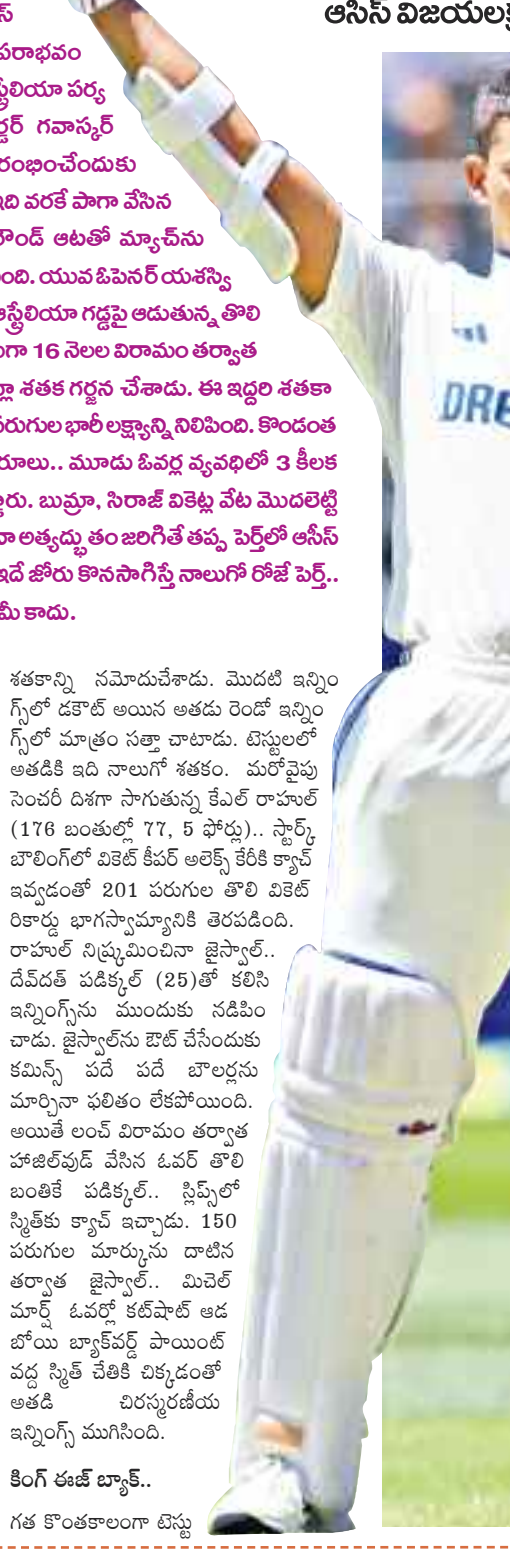 ఆసీస్ విజయలక్ష
పరాభవం
స్ట్రేలియా పర్య
ర్డర్ గవాస్కర్
రంభించేందుకు
ఇది వరకే పాగా వేసిన
రౌండ్ ఆటతో మ్యాచ్‌ను
ంది. యువ ఓపెనర్ యశస్వి
ఆస్ట్రేలియా గడ్డపై ఆడుతున్న తొలి
గా 16 నెలల విరామం తర్వాత
ల్లా శతక గర్జన చేశాడు. ఈ ఇద్దరి శతకా
పరుగుల భారీ లక్ష్యాన్ని నిలిపింది. కొండంత
రూలు.. మూడు ఓవర్ల వ్యవధిలో 3 కీలక
్డారు. బుమ్రా, సిరాజ్ వికెట్ల వేట మొదలెట్టి
నా అత్యద్భుతం జరిగితే తప్ప పెర్త్‌లో ఆసీస్
ఇదే జోరు కొనసాగిస్తే నాలుగో రోజే పెర్త్..
మీ కాదు.
శతకాన్ని నమోదుచేశాడు. మొదటి ఇన్నిం
గ్స్‌లో డకౌట్ అయిన అతడు రెండో ఇన్నిం
గ్స్‌లో మాత్రం సత్తా చాటాడు. టెస్టులలో
అతడికి ఇది నాలుగో శతకం. మరోవైపు
సెంచరీ దిశగా సాగుతున్న కేఎల్ రాహుల్
(176 బంతుల్లో 77, 5 ఫోర్లు).. స్టార్క్
బౌలింగ్‌లో వికెట్ కీపర్ అలెక్స్ కేరీకి క్యాచ్
ఇవ్వడంతో 201 పరుగుల తొలి వికెట్
రికార్డు భాగస్వామ్యానికి తెరపడింది.
రాహుల్ నిష్క్రమించినా జైస్వాల్..
దేవ్‌దత్ పడిక్కల్ (25)తో కలిసి
ఇన్నింగ్స్‌ను ముందుకు నడిపిం
చాడు. జైస్వాల్‌ను ఔట్ చేసేందుకు
కమిన్స్ పదే పదే బౌలర్లను
మార్చినా ఫలితం లేకపోయింది.
అయితే లంచ్ విరామం తర్వాత
హాజిల్‌వుడ్ వేసిన ఓవర్ తొలి
బంతికే పడిక్కల్.. స్లిప్స్‌లో
స్మిత్‌కు క్యాచ్ ఇచ్చాడు. 150
పరుగుల మార్కును దాటిన
తర్వాత జైస్వాల్.. మిచెల్
మార్ష్ ఓవర్లో కట్‌షాట్ ఆడ
బోయి బ్యాక్‌వర్డ్ పాయింట్
వద్ద స్మిత్ చేతికి చిక్కడంతో
అతడి చిరస్మరణీయ
ఇన్నింగ్స్ ముగిసింది.
కింగ్ ఈజ్ బ్యాక్..
గత కొంతకాలంగా టెస్టు
DRE